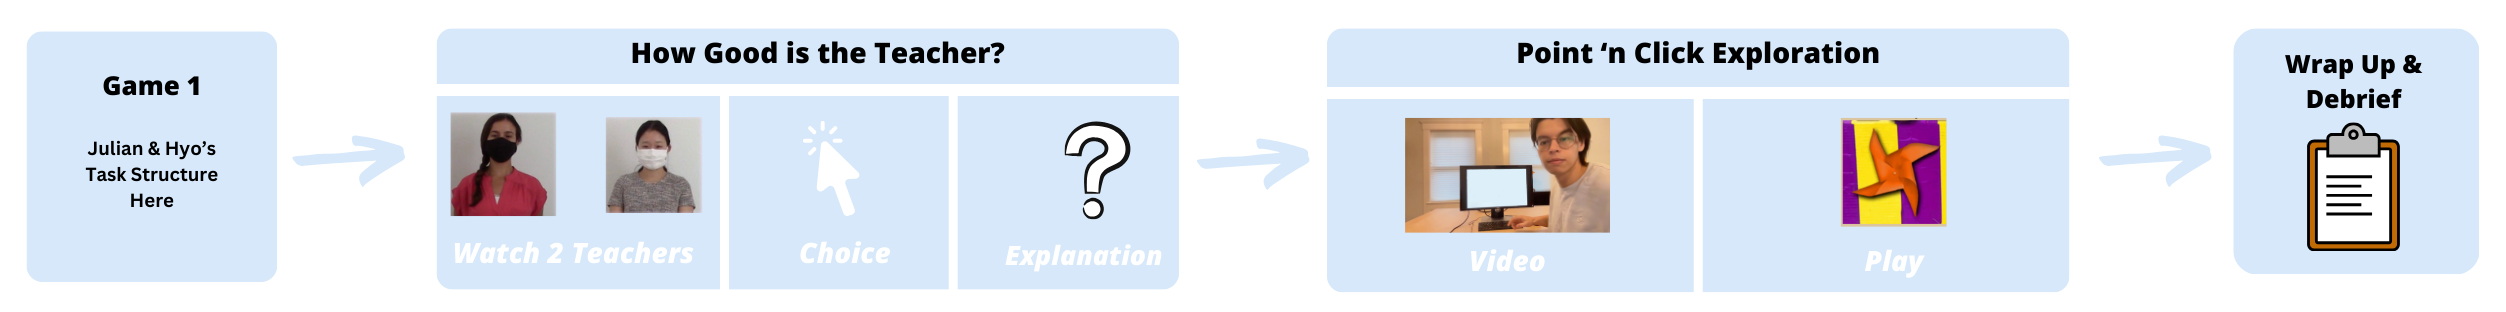 Game 1
Julian & Hyo’s
Task Structure
Here
How Good is the Teacher?
Watch 2 Teachers
Choice
Explanation
Point ‘n Click Exploration
Video
Play
Wrap Up &
Debrief